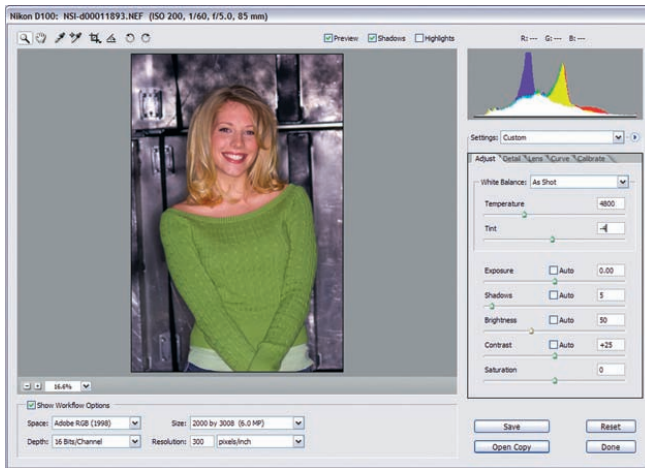 Nikon D100: NSI-d00011893.NEF (ISO 200, 1/60, f/5.0, 85 mm)
Preview Shadows Highlights
R: --- G: --- B: ---
Settings: Custom
Adjust Detail Lens Curve Calibrate
White Balance: As Shot
Temperature 4800
Tint -4
Exposure Auto 0.00
Shadows Auto 5
Brightness Auto 50
Contrast Auto +25
Saturation 0
16.6%
Show Workflow Options
Space: Adobe RGB (1998) Size: 2000 by 3008 (6.0 MP)
Depth: 16 Bits/Channel Resolution: 300 pixels/inch
Save Reset
Open Copy Done